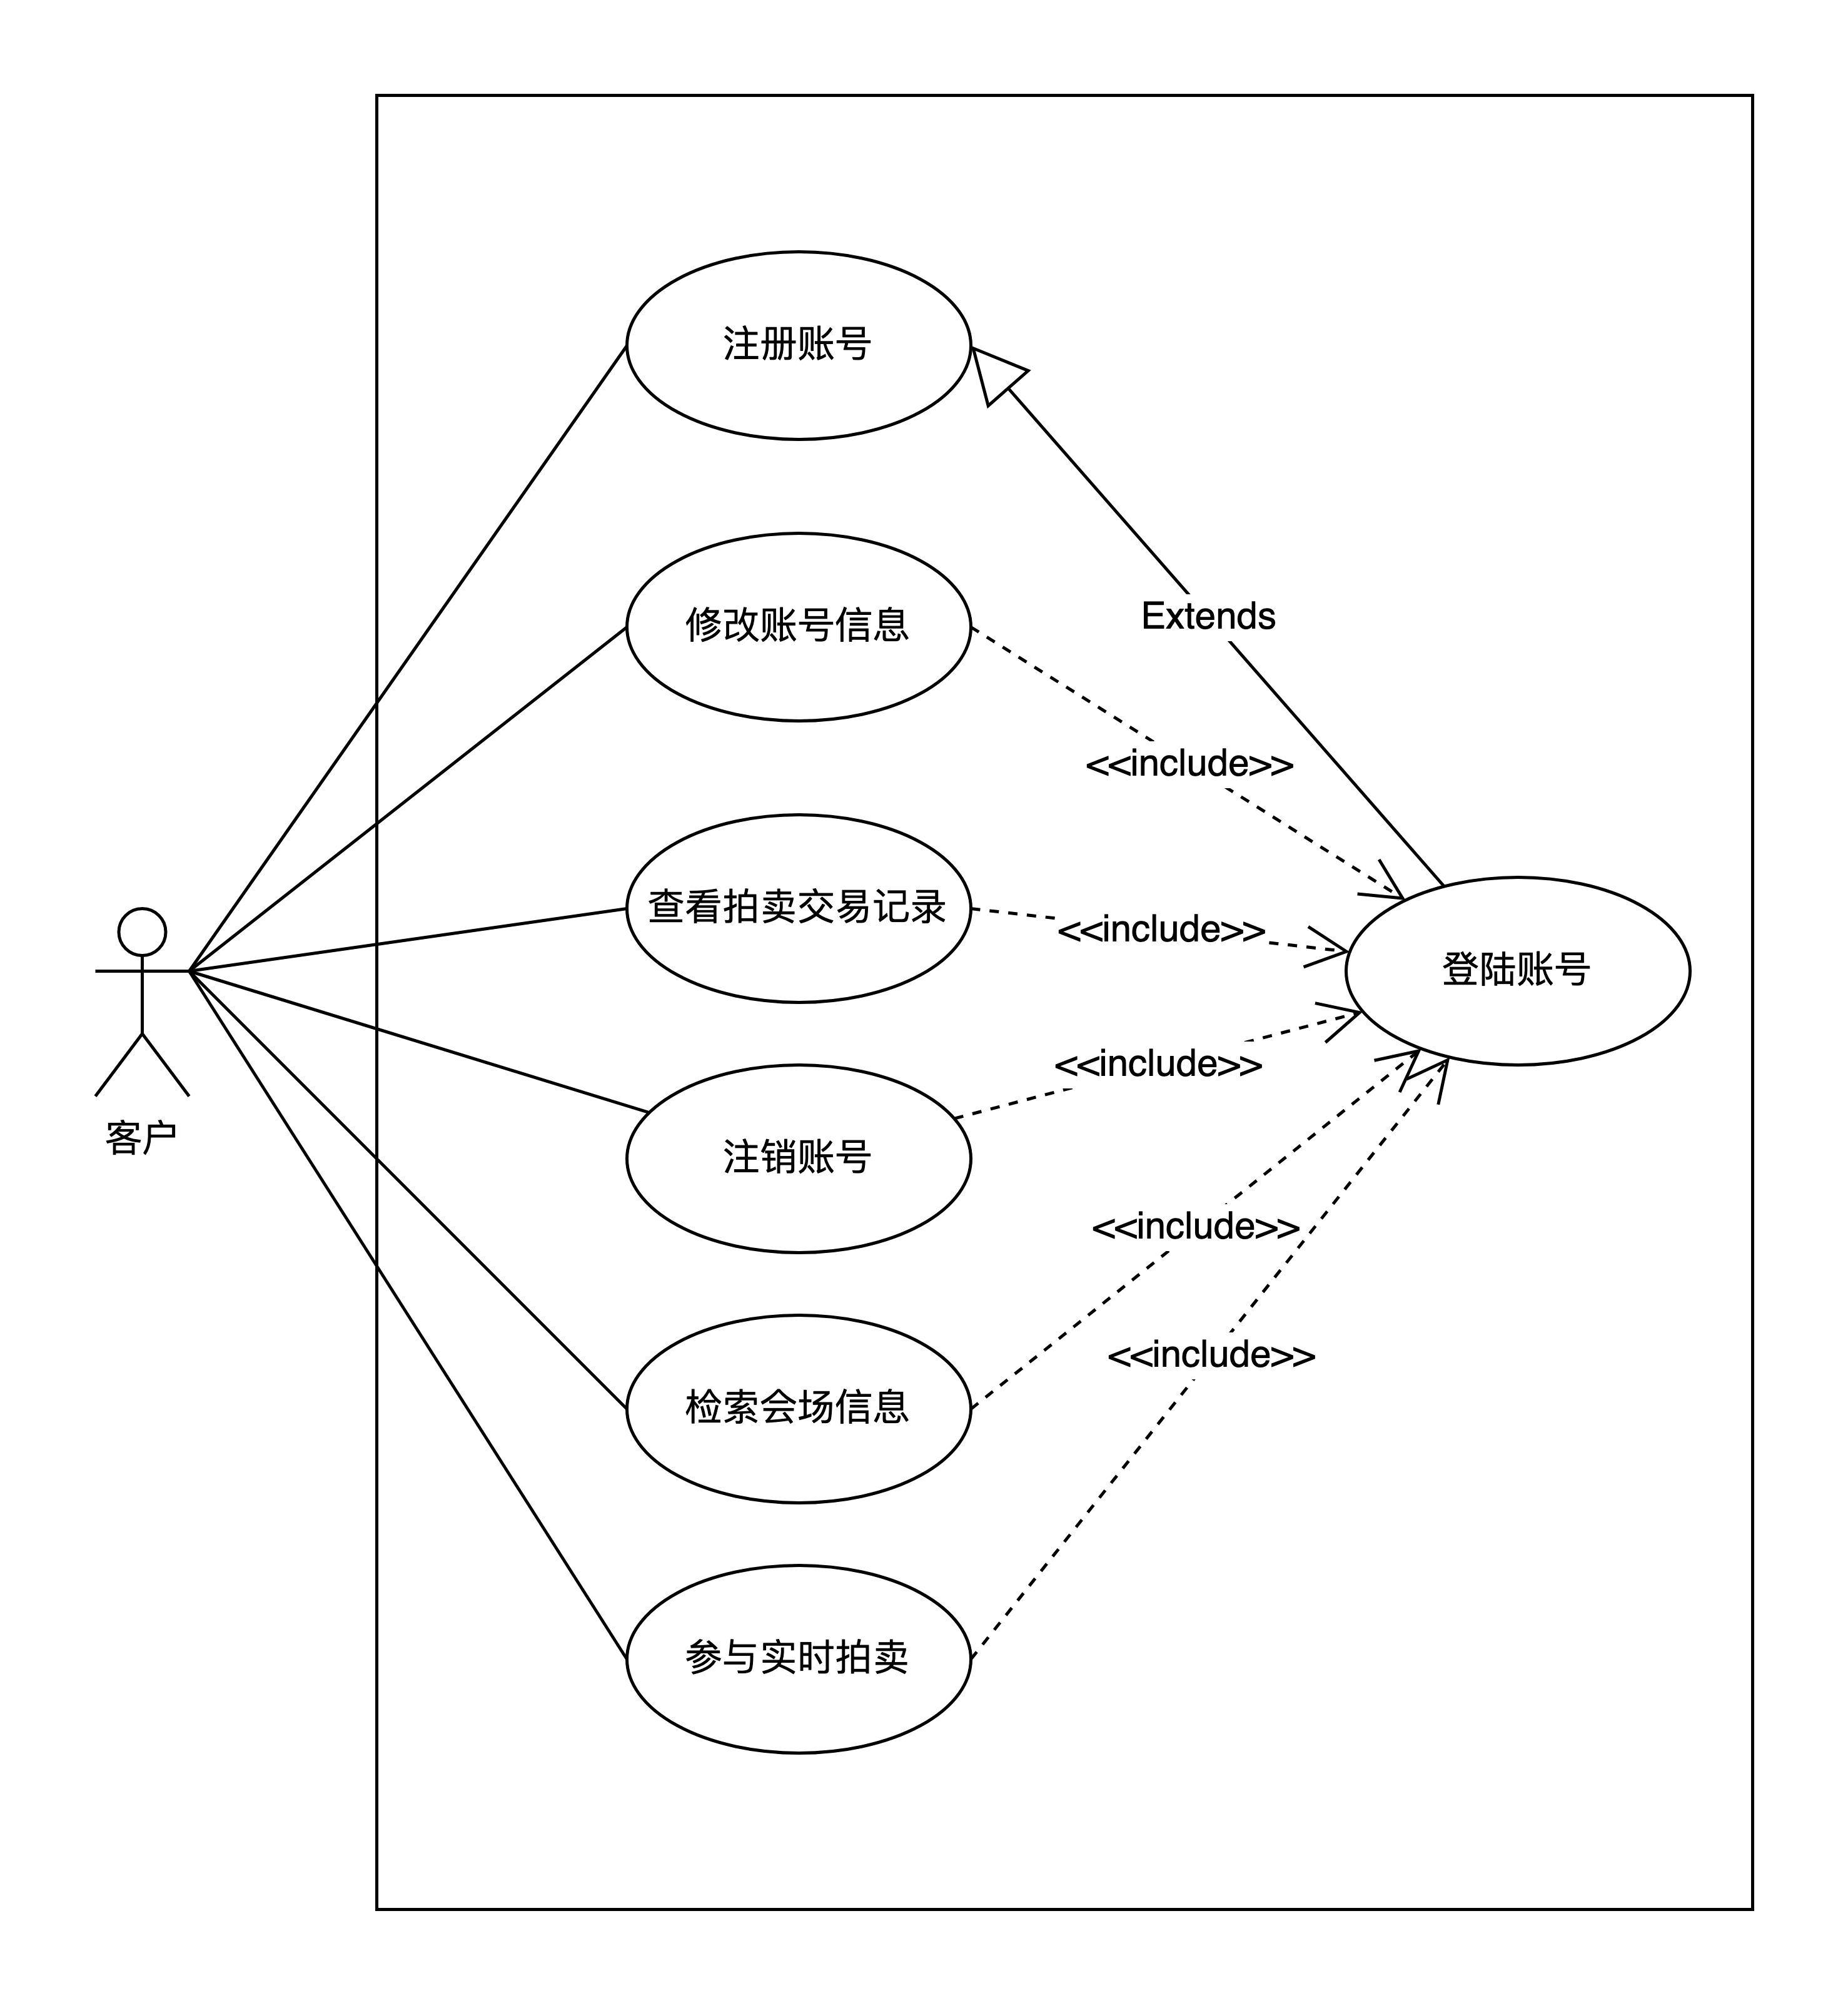 注册账号
Extends
修改账号信息
<<include>>
查看拍卖交易记录
<<include>>
登陆账号
<<include>>
客户
注销账号
<<include>>
<<include>>
检索会场信息
参与实时拍卖